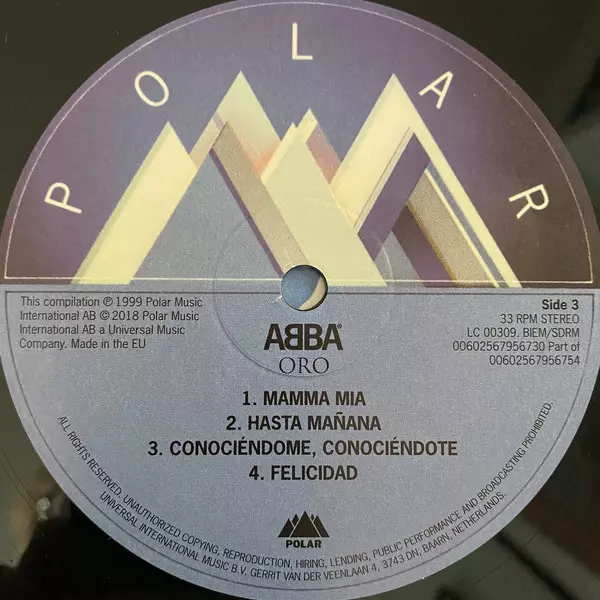 POLAR
This compilation ℗ 1999 Polar Music
International AB © 2018 Polar Music
International AB a Universal Music
Company. Made in the EU
Side 3
33 RPM STEREO
LC 00309. BIEM/SDRM
00602567956730 Part of
00602567956754
ABBA®
ORO
1. MAMMA MIA
2. HASTA MAÑANA
3. CONOCIÉNDOME, CONOCIÉNDOTE
4. FELICIDAD
POLAR
ALL RIGHTS RESERVED. UNAUTHORIZED COPYING, REPRODUCTION, HIRING, LENDING, PUBLIC PERFORMANCE AND BROADCASTING PROHIBITED.
UNIVERSAL INTERNATIONAL MUSIC B.V. GERRIT VAN DER VEENLAAN 4, 3743 DN, BAARN, NETHERLANDS.